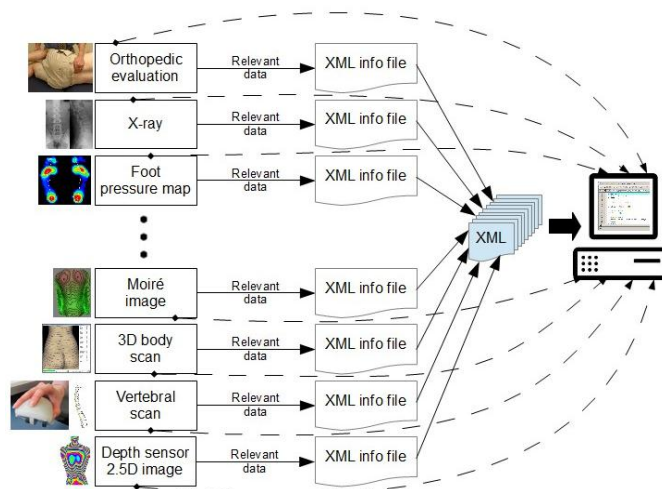 Orthopedic
evaluation
Relevant
data
XML info file
X-ray
Relevant
data
XML info file
Foot
pressure map
Relevant
data
XML info file
XML
Moiré
image
Relevant
data
XML info file
3D body
scan
Relevant
data
XML info file
Vertebral
scan
Relevant
data
XML info file
Depth sensor
2.5D image
Relevant
data
XML info file